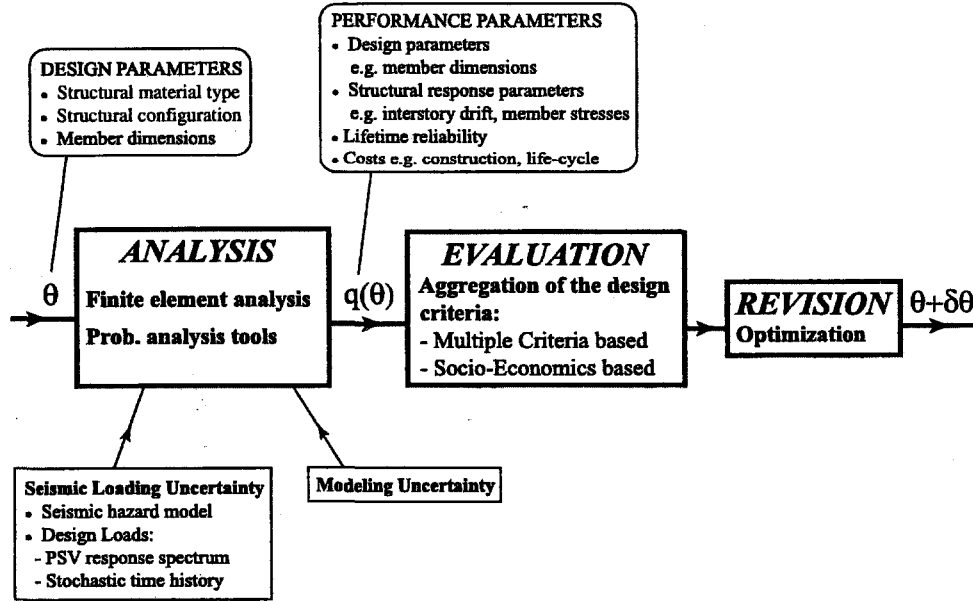 PERFORMANCE PARAMETERS
• Design parameters
e.g. member dimensions
• Structural response parameters
e.g. interstory drift, member stresses
• Lifetime reliability
• Costs e.g. construction, life-cycle
DESIGN PARAMETERS
• Structural material type
• Structural configuration
• Member dimensions
θ
ANALYSIS
Finite element analysis
Prob. analysis tools
q(θ)
EVALUATION
Aggregation of the design
criteria:
- Multiple Criteria based
- Socio-Economics based
REVISION
Optimization
θ+δθ
Seismic Loading Uncertainty
• Seismic hazard model
• Design Loads:
- PSV response spectrum
- Stochastic time history
Modeling Uncertainty